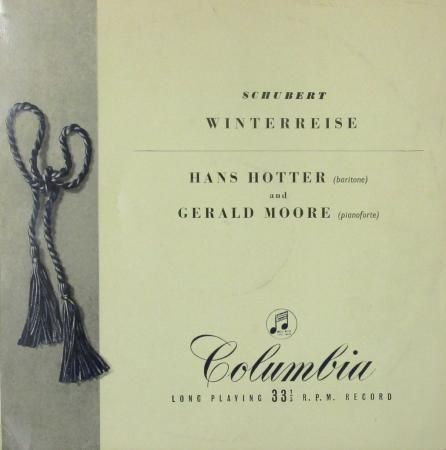 SCHUBERT
WINTERREISE
HANS HOTTER (baritone)
and
GERALD MOORE (pianoforte)
Columbia
LONG PLAYING 33⅓ R.P.M. RECORD